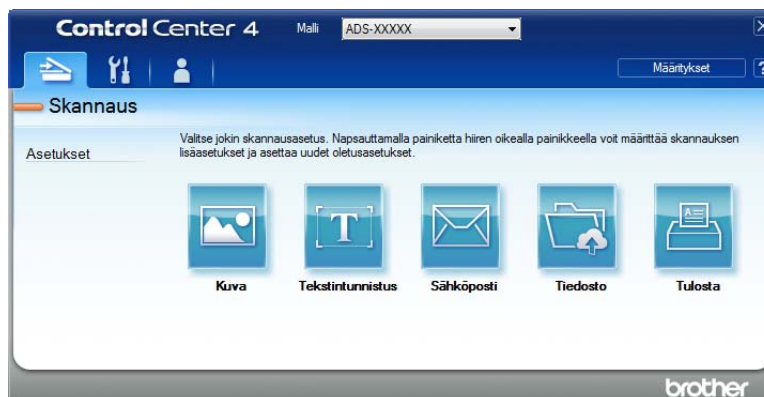 Control Center 4
Malli
ADS-XXXXX
Määritykset
?
Skannaus
Asetukset
Valitse jokin skannausasetus. Napsauttamalla painiketta hiiren oikealla painikkeella voit määrittää skannauksen
lisäasetukset ja asettaa uudet oletusasetukset.
T
Kuva
Tekstintunnistus
Sähköposti
Tiedosto
Tulosta
brother